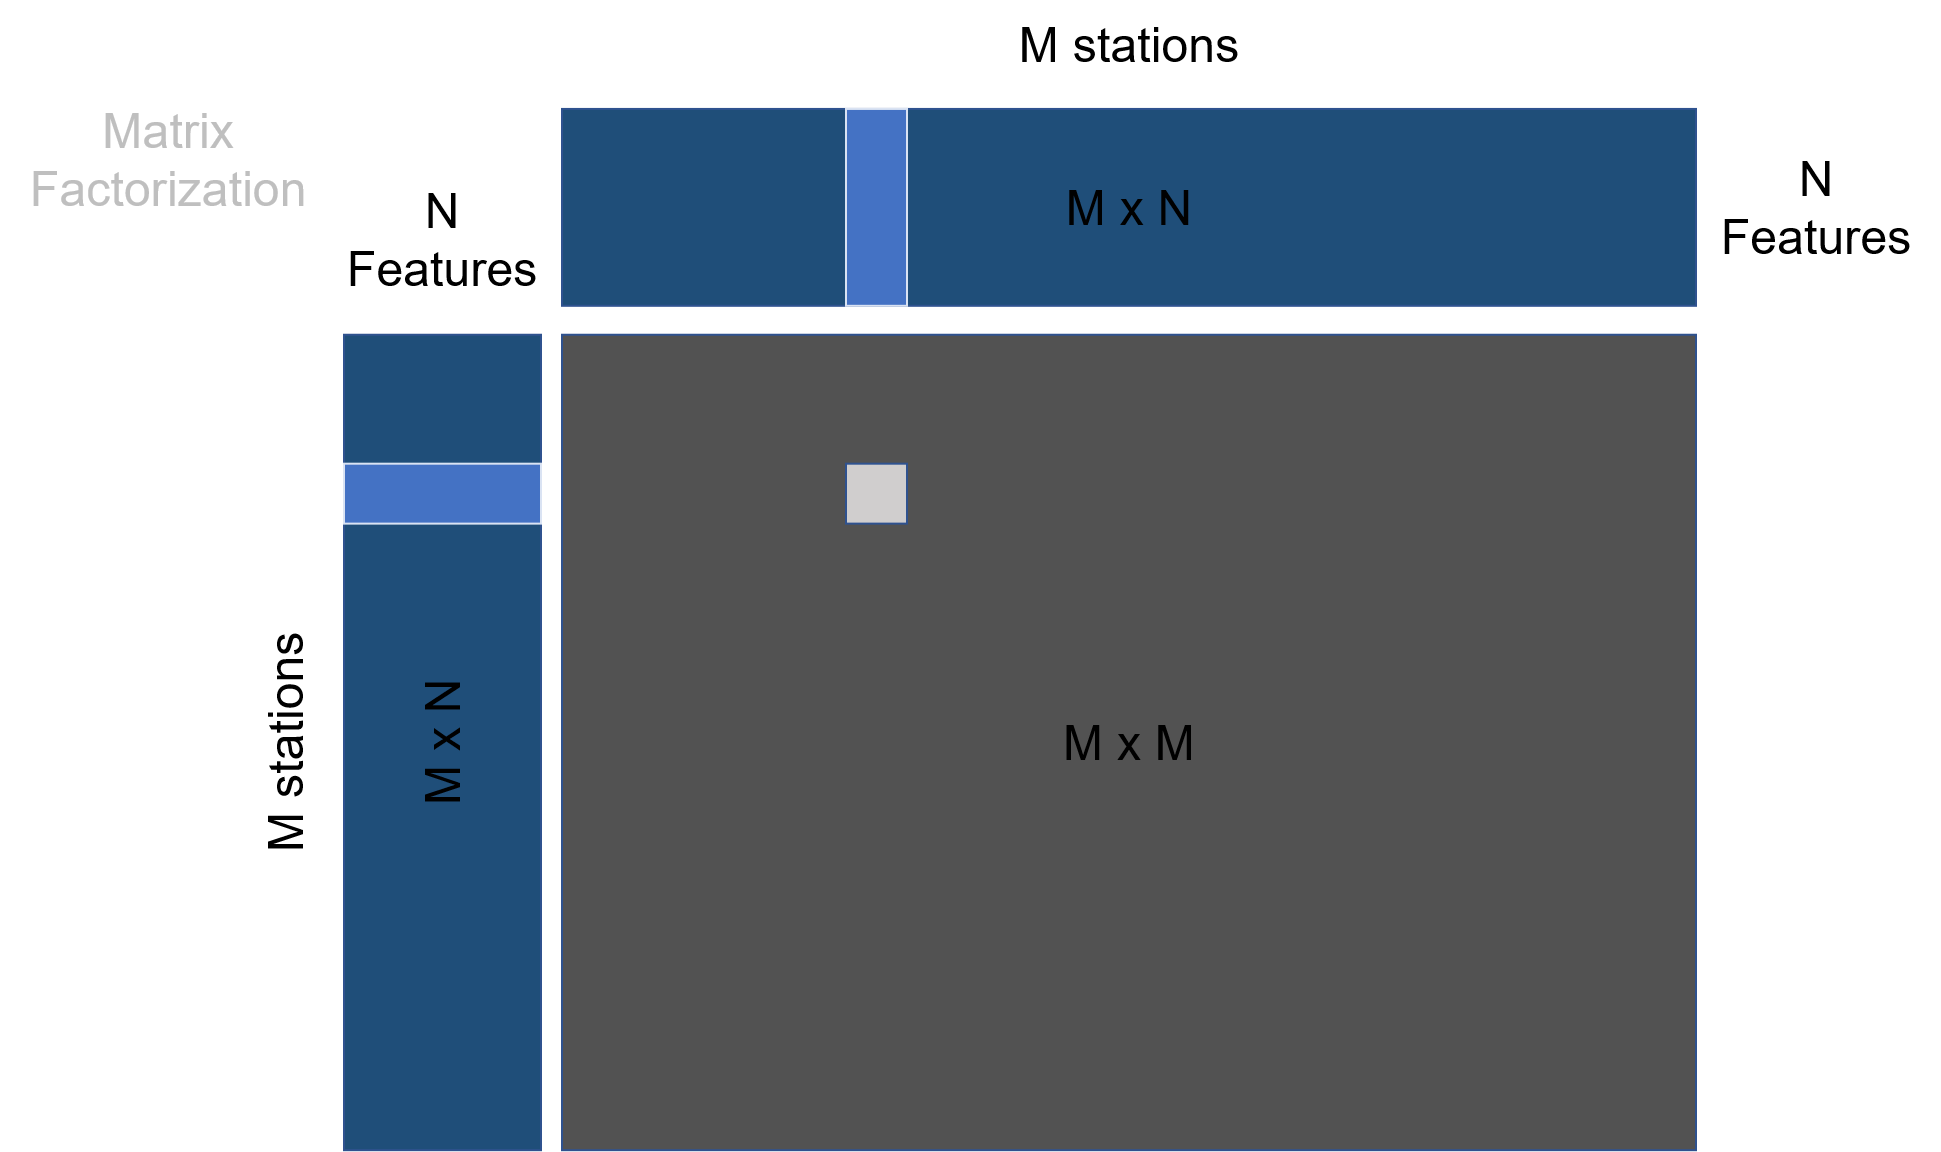 M stations
Matrix
Factorization
N
Features
M x N
N
Features
M stations
M x N
M x M